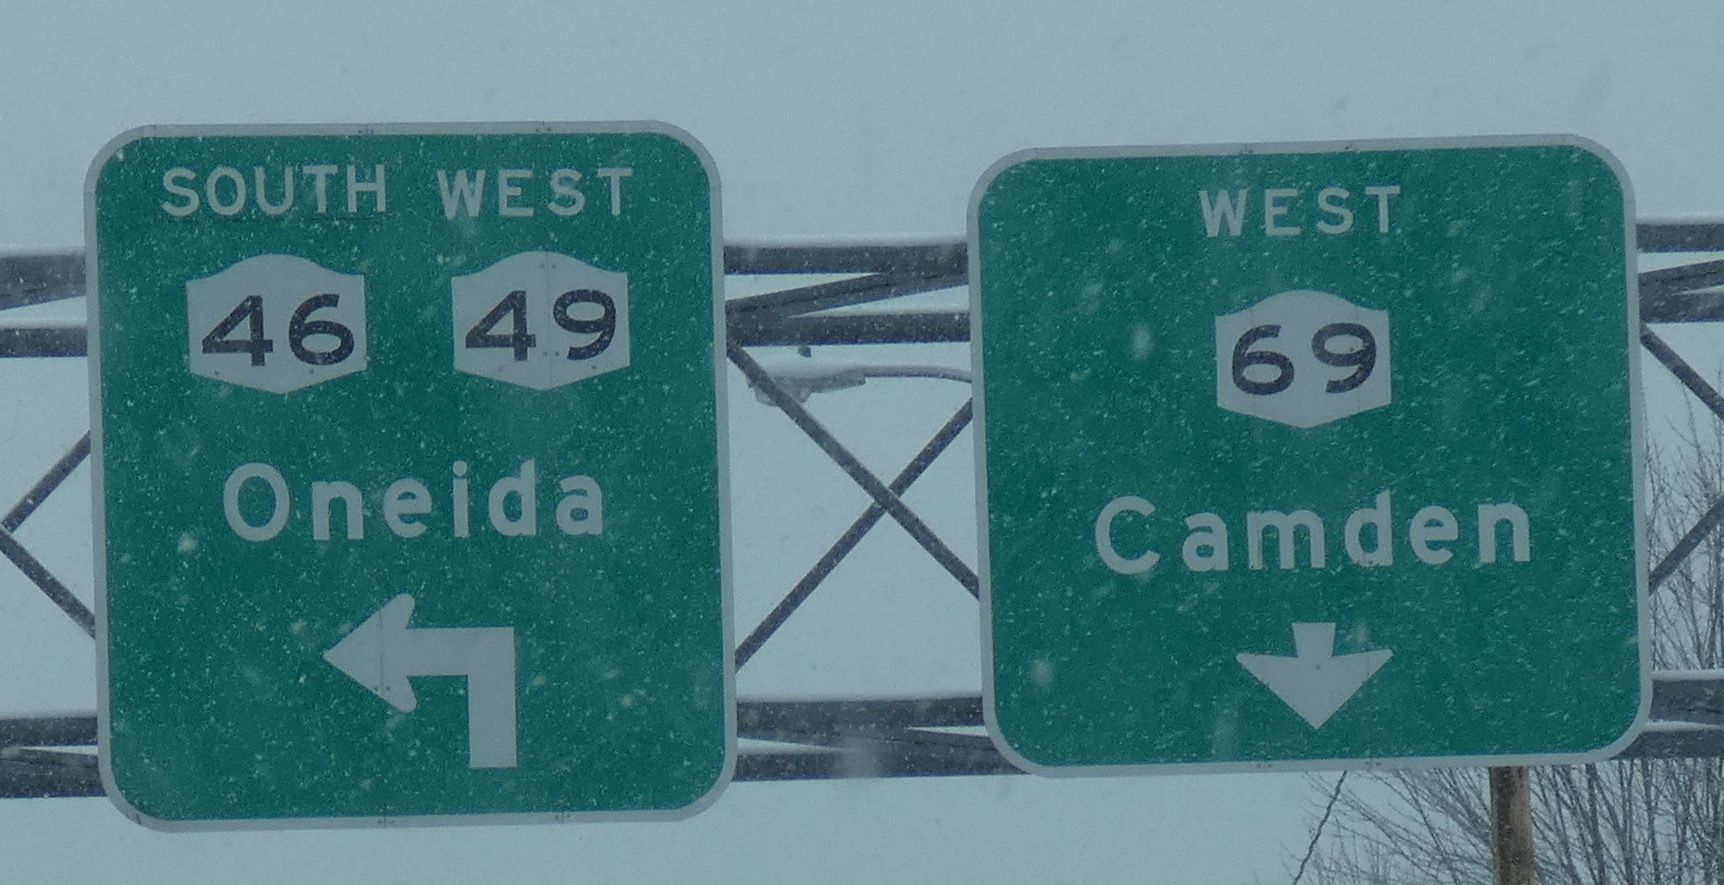 SOUTH WEST
46 49
Oneida
WEST
69
Camden